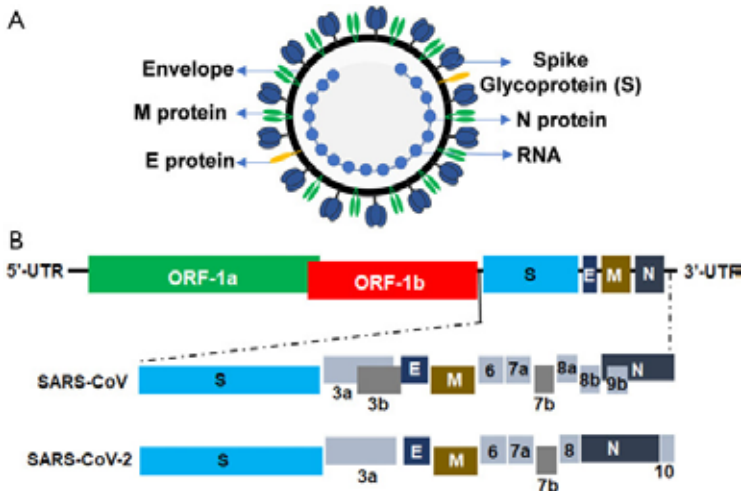 A
Envelope
Spike
Glycoprotein (S)
M protein
N protein
E protein
RNA
B
5'-UTR
ORF-1a
ORF-1b
S
E
M
N
3'-UTR
SARS-CoV
S
3a
3b
E
M
6
7a
7b
8a
8b
9b
N
SARS-CoV-2
S
3a
E
M
6
7a
7b
8
N
10